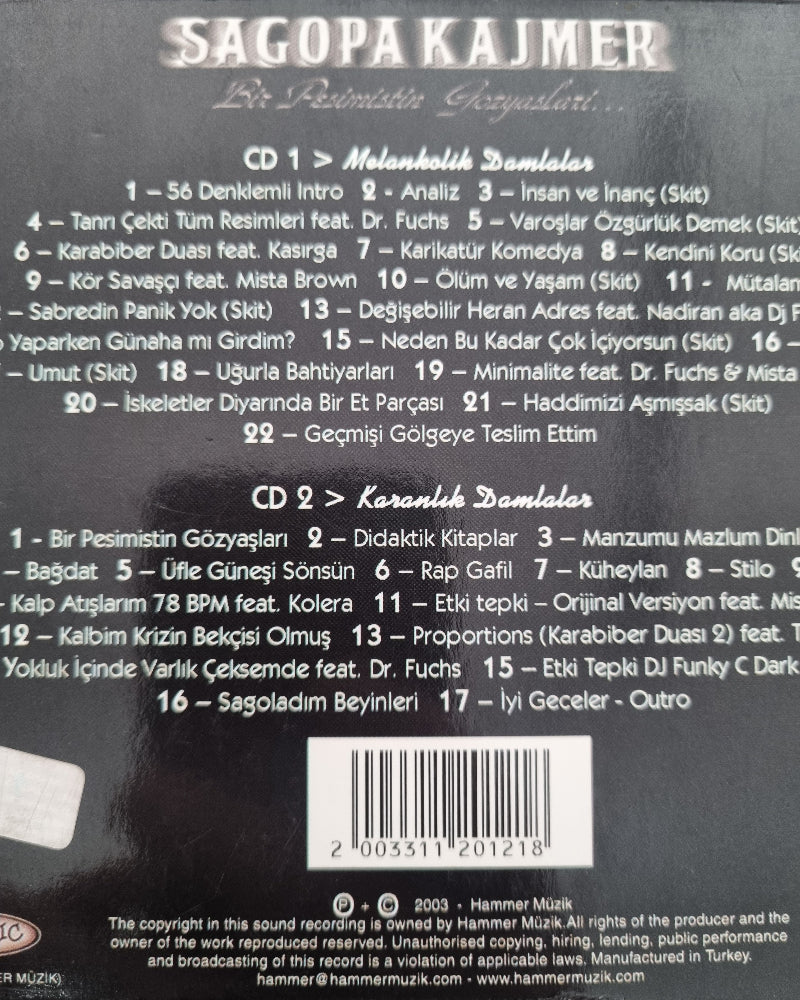 SAGOPA KAJMER
Bir Pesimistin Gözyaşları...
CD 1 > Melankolik Damlalar
1 – 56 Denklemli Intro 2 - Analiz 3 – İnsan ve İnanç (Skit)
4 – Tanrı Çekti Tüm Resimleri feat. Dr. Fuchs 5 – Varoşlar Özgürlük Demek (Skit)
6 – Karabiber Duası feat. Kasırga 7 – Karikatür Komedya 8 – Kendini Koru (Sk
9 – Kör Savaşçı feat. Mista Brown 10 – Ölüm ve Yaşam (Skit) 11 - Mütalan
– Sabredin Panik Yok (Skit) 13 – Değişebilir Heran Adres feat. Nadiran aka Dj F
Yaparken Günaha mı Girdim? 15 – Neden Bu Kadar Çok İçiyorsun (Skit) 16 –
– Umut (Skit) 18 – Uğurla Bahtiyarları 19 – Minimalite feat. Dr. Fuchs & Mista
20 – İskeletler Diyarında Bir Et Parçası 21 – Haddimizi Aşmışsak (Skit)
22 – Geçmişi Gölgeye Teslim Ettim
CD 2 > Karanlık Damlalar
1 - Bir Pesimistin Gözyaşları 2 – Didaktik Kitaplar 3 – Manzumu Mazlum Dinl
– Bağdat 5 – Üfle Güneşi Sönsün 6 – Rap Gafil 7 – Küheylan 8 – Stilo 9
- Kalp Atışlarım 78 BPM feat. Kolera 11 – Etki tepki – Orijinal Versiyon feat. Mis
12 – Kalbim Krizin Bekçisi Olmuş 13 – Proportions (Karabiber Duası 2) feat. T
Yokluk İçinde Varlık Çeksemde feat. Dr. Fuchs 15 – Etki Tepki DJ Funky C Dark
16 – Sagoladım Beyinleri 17 – İyi Geceler - Outro
2 003311 201218
Ⓟ + © 2003 - Hammer Müzik
The copyright in this sound recording is owned by Hammer Müzik.All rights of the producer and the
owner of the work reproduced reserved. Unauthorised copying, hiring, lending, public performance
and broadcasting of this record is a violation of applicable laws. Manufactured in Turkey.
hammer@hammermuzik.com - www.hammermuzik.com
IC
ER MÜZİK)